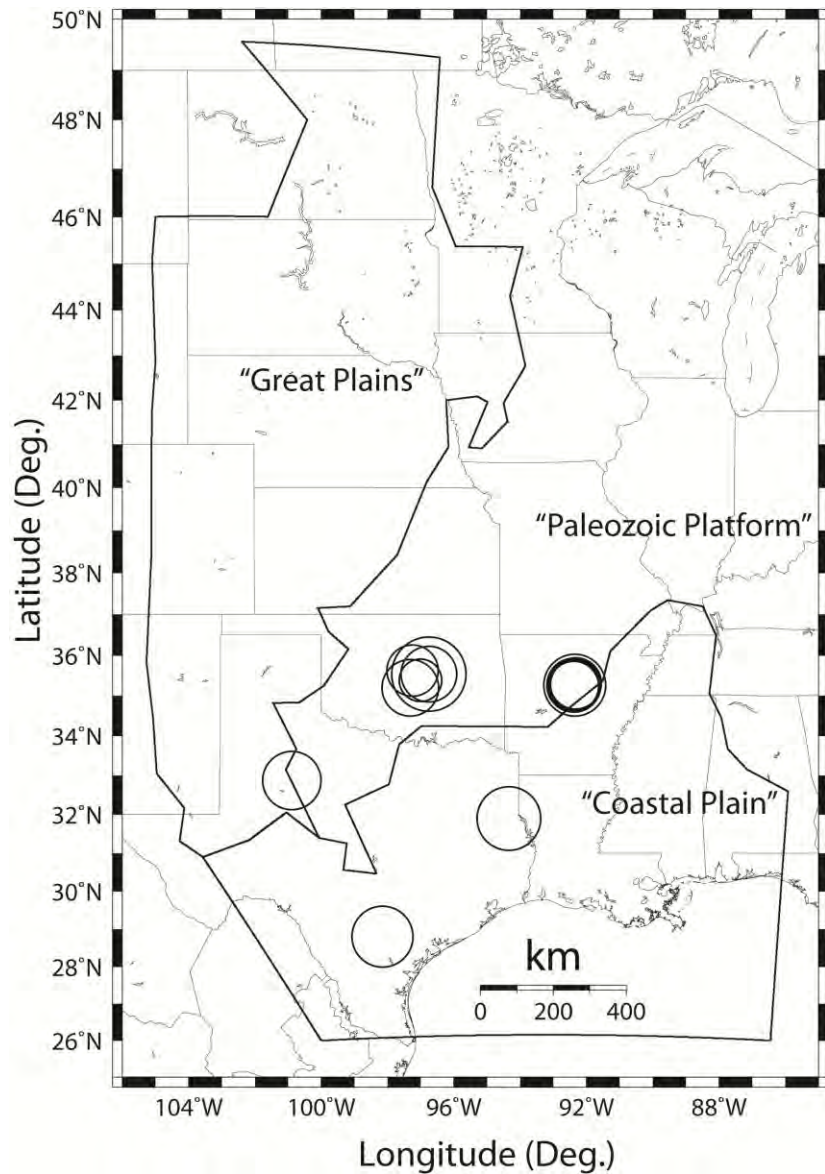 50°N
48°N
46°N
44°N
42°N
40°N
38°N
36°N
34°N
32°N
30°N
28°N
26°N
Latitude (Deg.)
“Great Plains”
“Paleozoic Platform”
“Coastal Plain”
km
0 200 400
104°W 100°W 96°W 92°W 88°W
Longitude (Deg.)